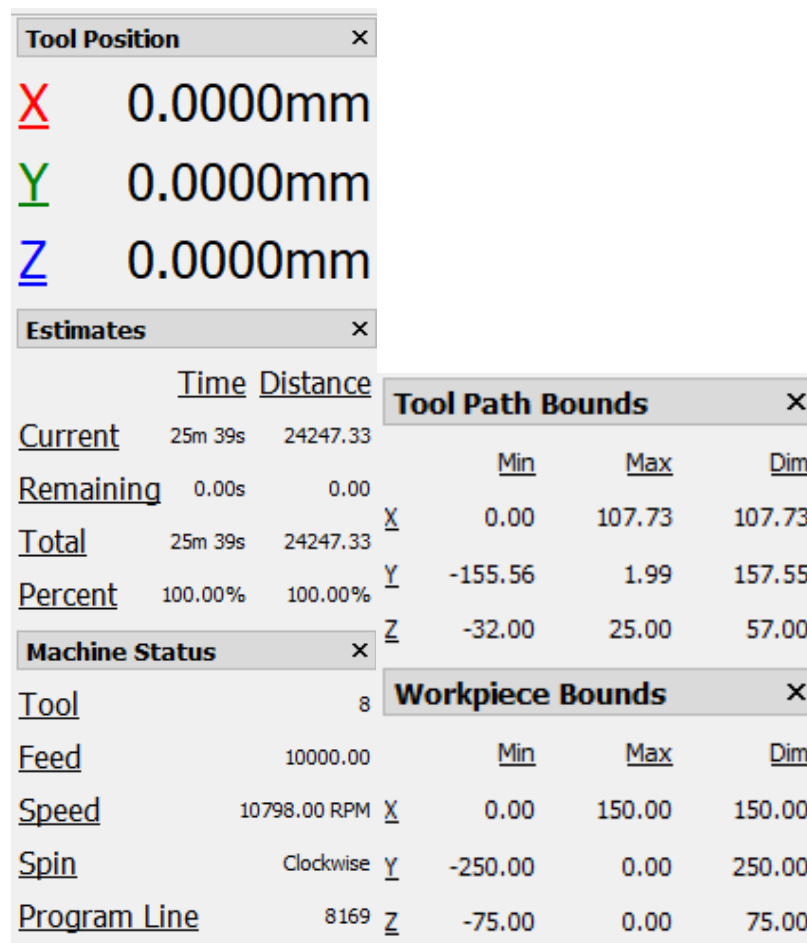 Tool Position ×
X 0.0000mm
Y 0.0000mm
Z 0.0000mm
Estimates ×
Time Distance
Current 25m 39s 24247.33
Remaining 0.00s 0.00
Total 25m 39s 24247.33
Percent 100.00% 100.00%
Machine Status ×
Tool 8
Feed 10000.00
Speed 10798.00 RPM
Spin Clockwise
Program Line 8169
Tool Path Bounds ×
Min Max Dim
X 0.00 107.73 107.73
Y -155.56 1.99 157.55
Z -32.00 25.00 57.00
Workpiece Bounds ×
Min Max Dim
X 0.00 150.00 150.00
Y -250.00 0.00 250.00
Z -75.00 0.00 75.00